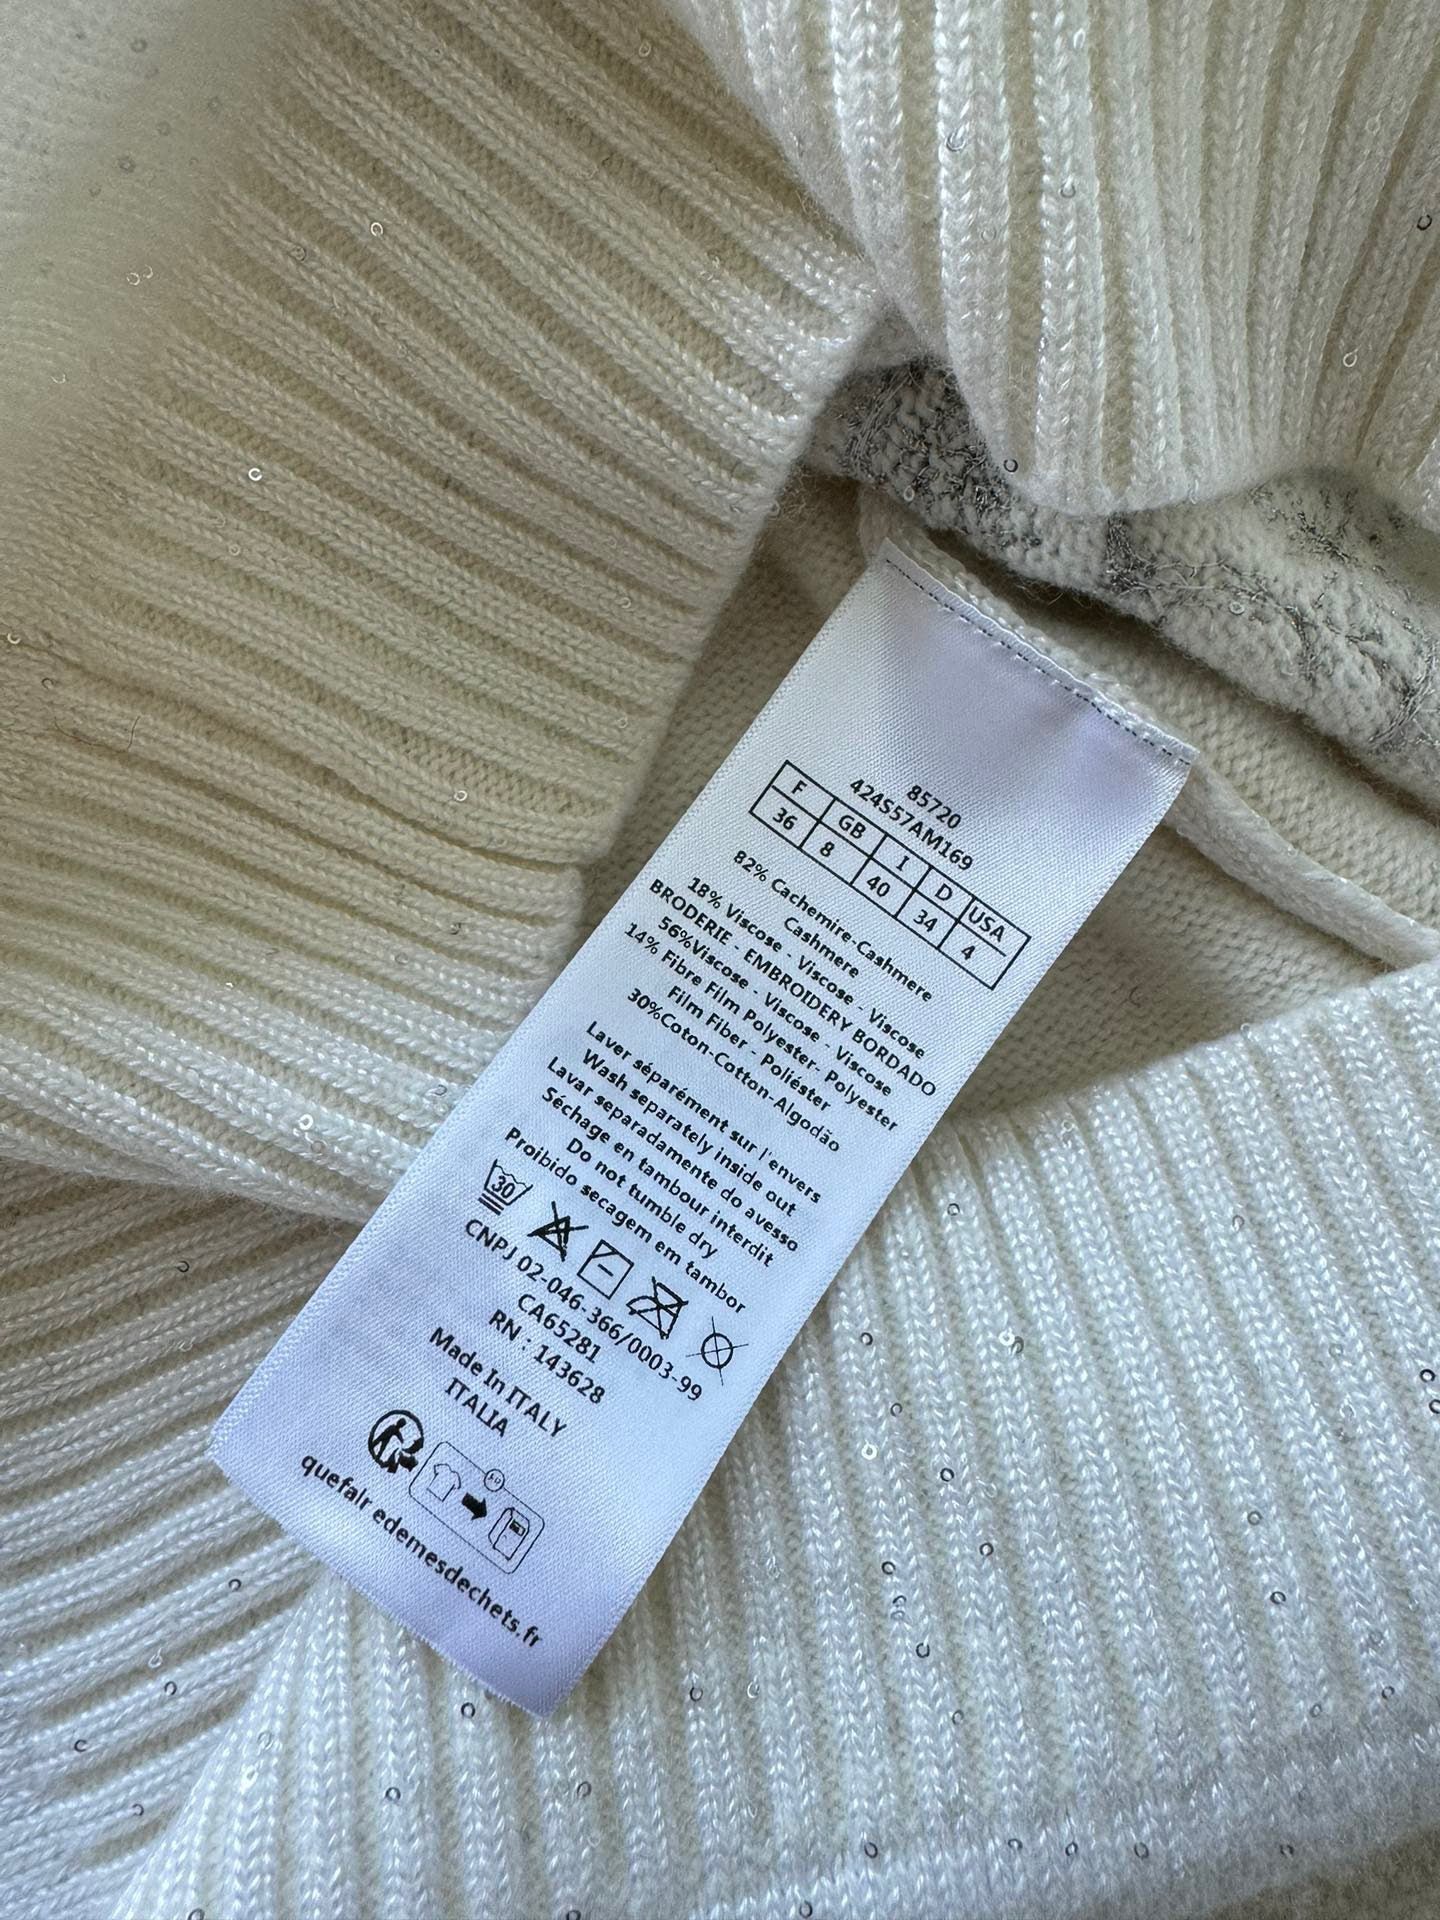 85720
424S57AM169
F GB I D USA
36 8 40 34 4
82% Cachemire-Cashmere
Cashmere
18% Viscose - Viscose - Viscose
BRODERIE - EMBROIDERY BORDADO
56%Viscose - Viscose - Viscose
14% Fibre Film Polyester- Polyester
Film Fiber - Poliéster
30%Coton-Cotton-Algodão
Laver séparément sur l'envers
Wash separately inside out
Lavar separadamente do avesso
Séchage en tambour interdit
Do not tumble dry
Proibido secagem em tambor
30
CNPJ 02-046-366/0003-99
CA65281
RN : 143628
Made In ITALY
ITALIA
quefair edemesdechets.fr